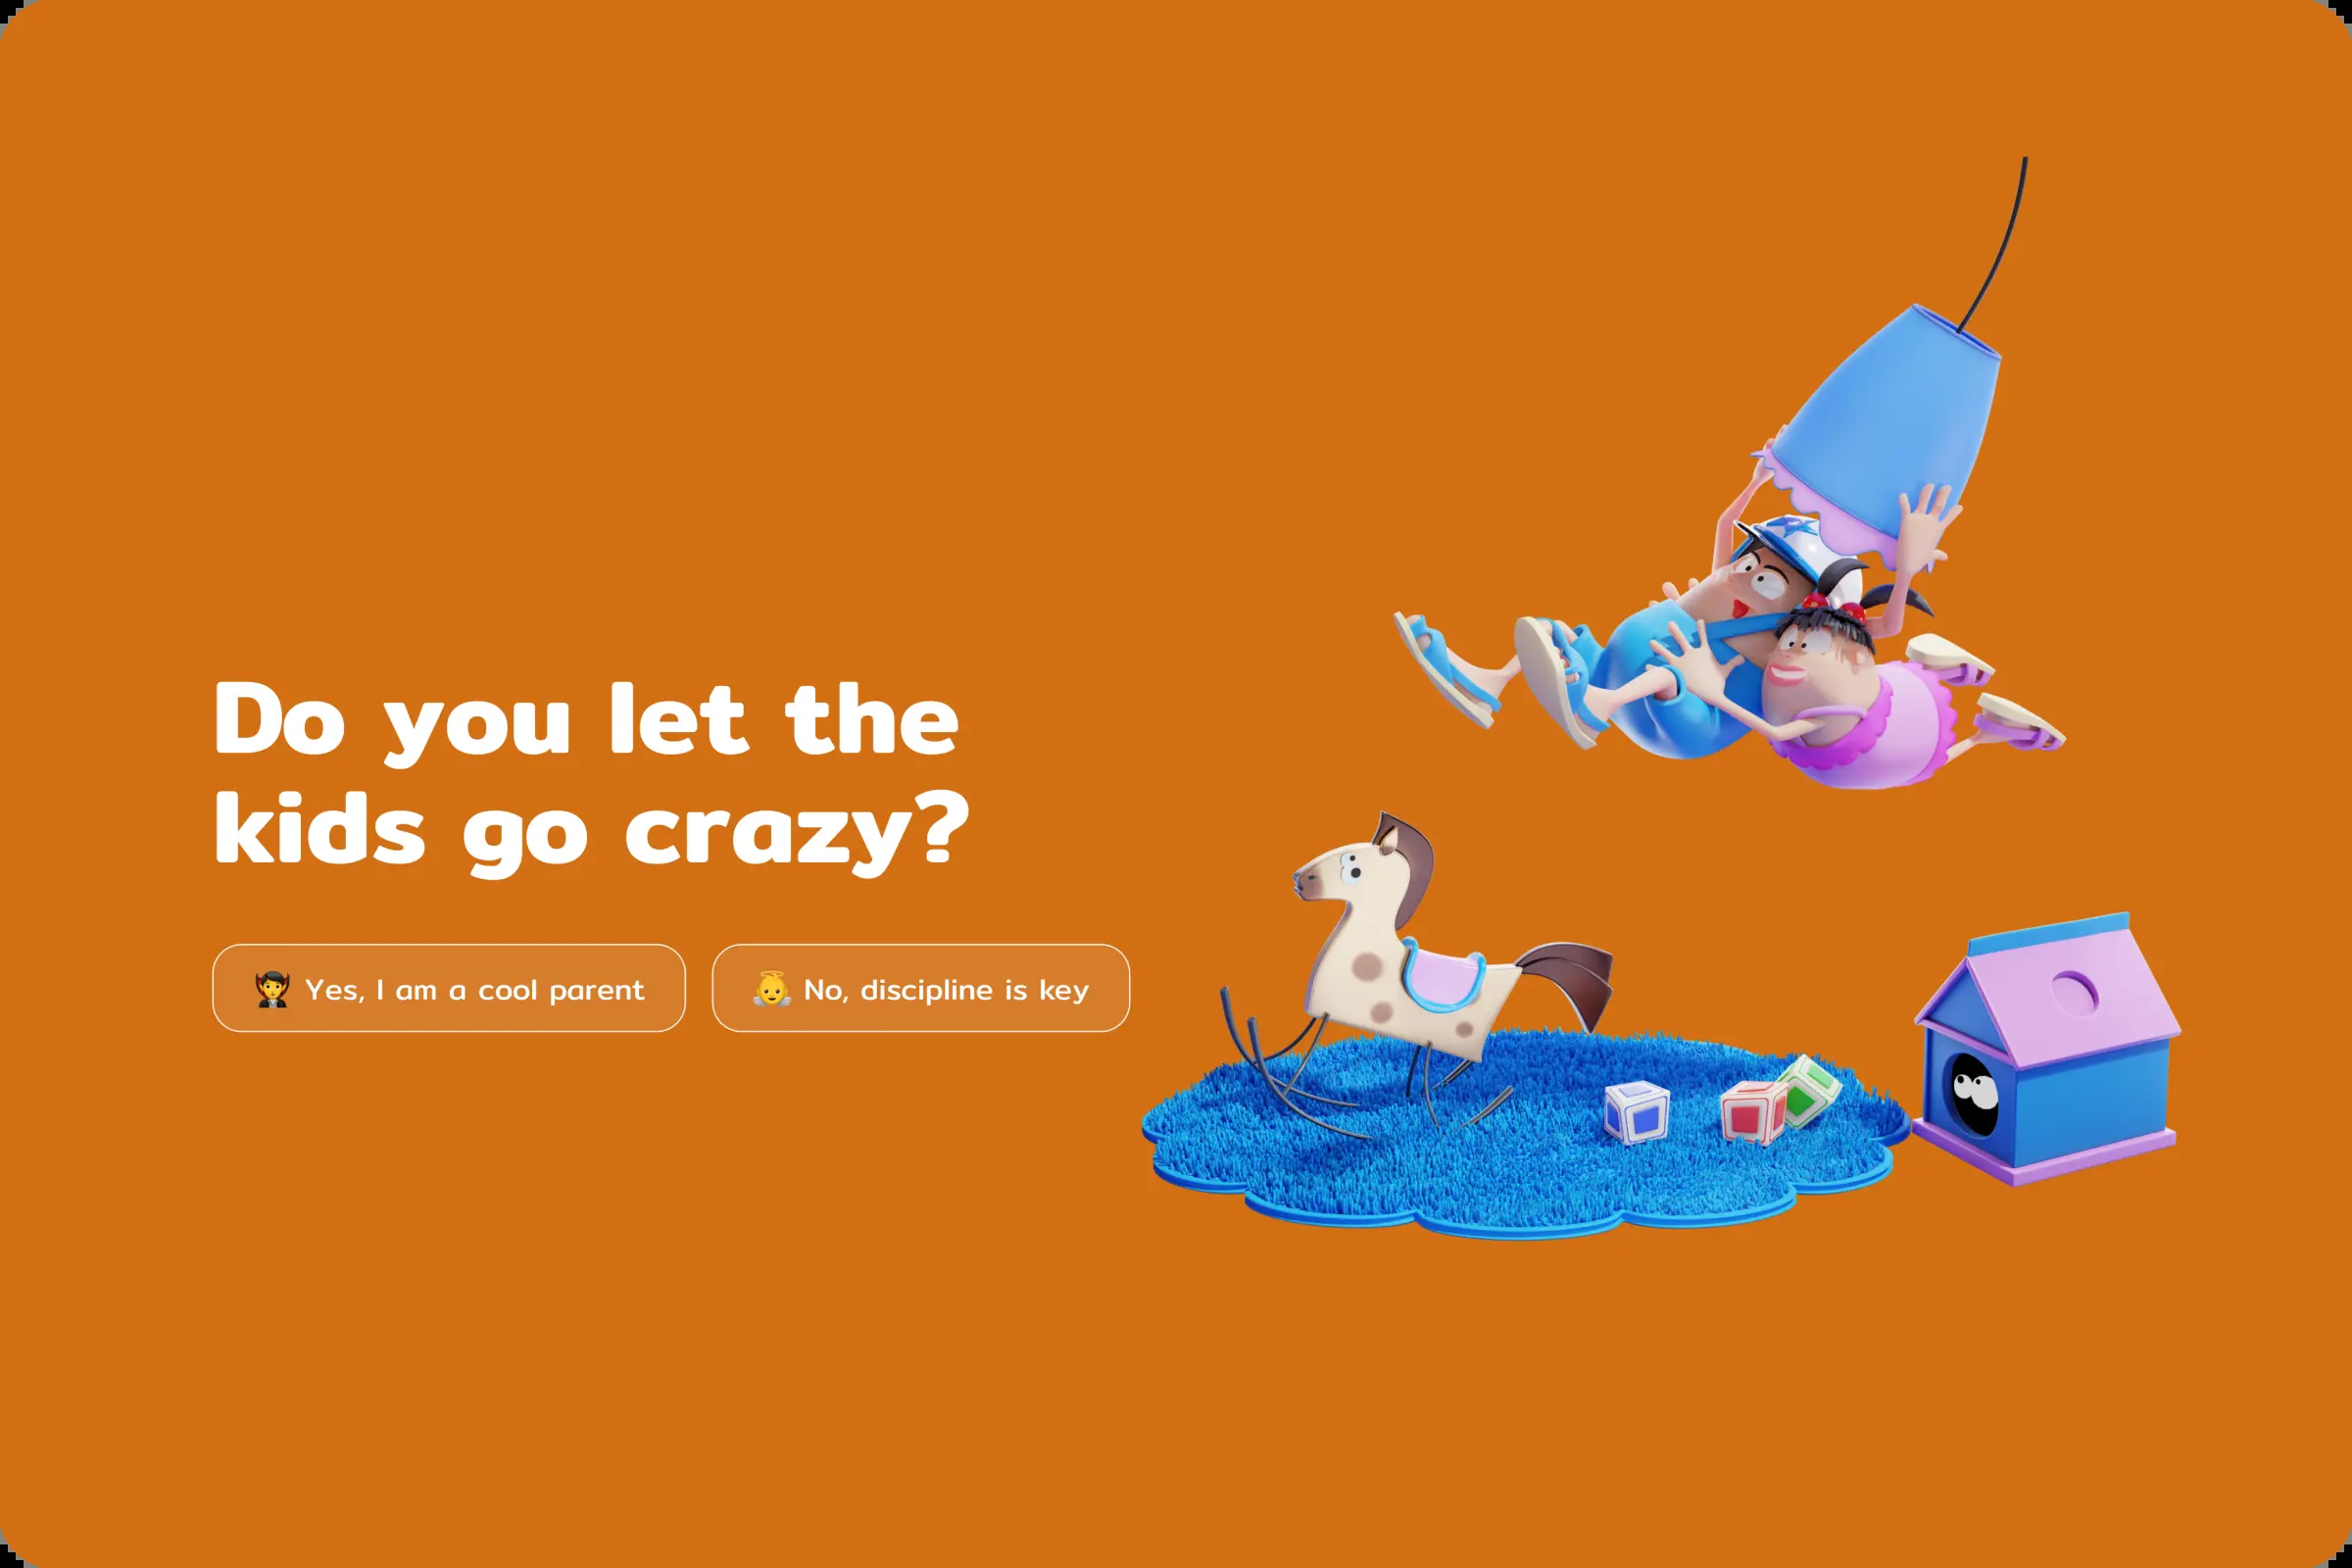 Do you let the
kids go crazy?
🧛 Yes, I am a cool parent
👼 No, discipline is key